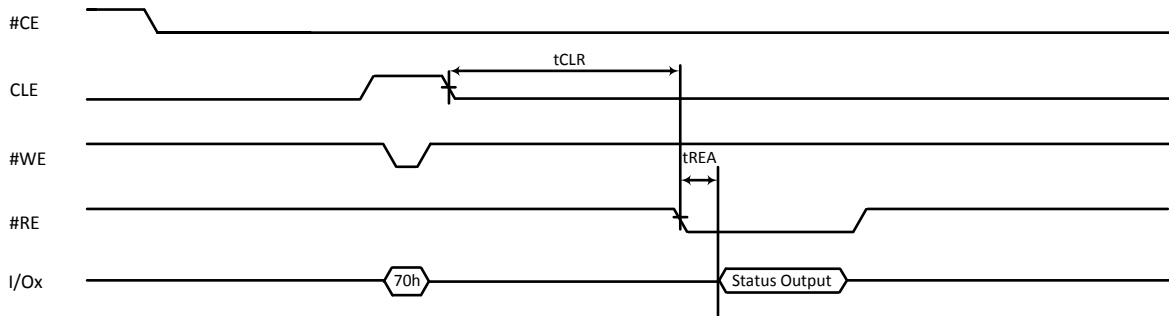 #CE
tCLR
CLE
#WE
tREA
#RE
I/Ox
70h
Status Output